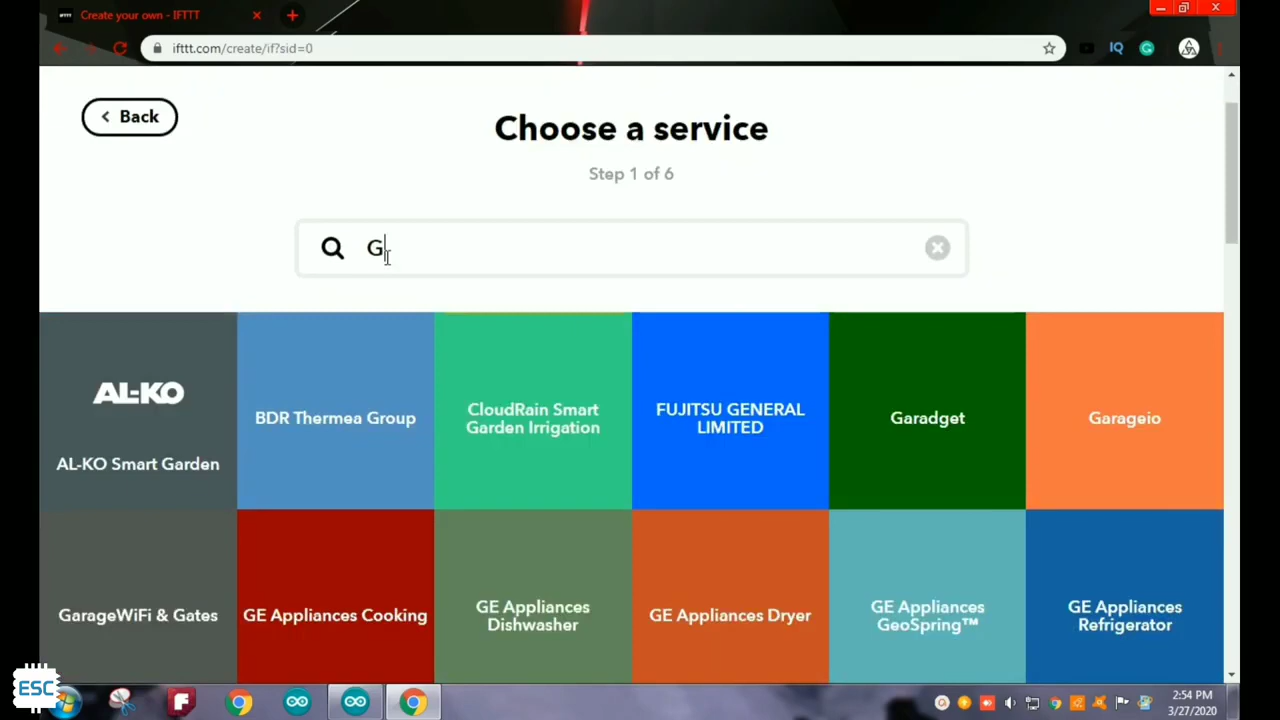 Create your own - IFTTT
ifttt.com/create/if?sid=0
IQ
Back
Choose a service
Step 1 of 6
G
AL-KO
AL-KO Smart Garden
BDR Thermea Group
CloudRain Smart
Garden Irrigation
FUJITSU GENERAL
LIMITED
Garadget
Garageio
GarageWiFi & Gates
GE Appliances Cooking
GE Appliances
Dishwasher
GE Appliances Dryer
GE Appliances
GeoSpring™
GE Appliances
Refrigerator
ESC
2:54 PM
3/27/2020